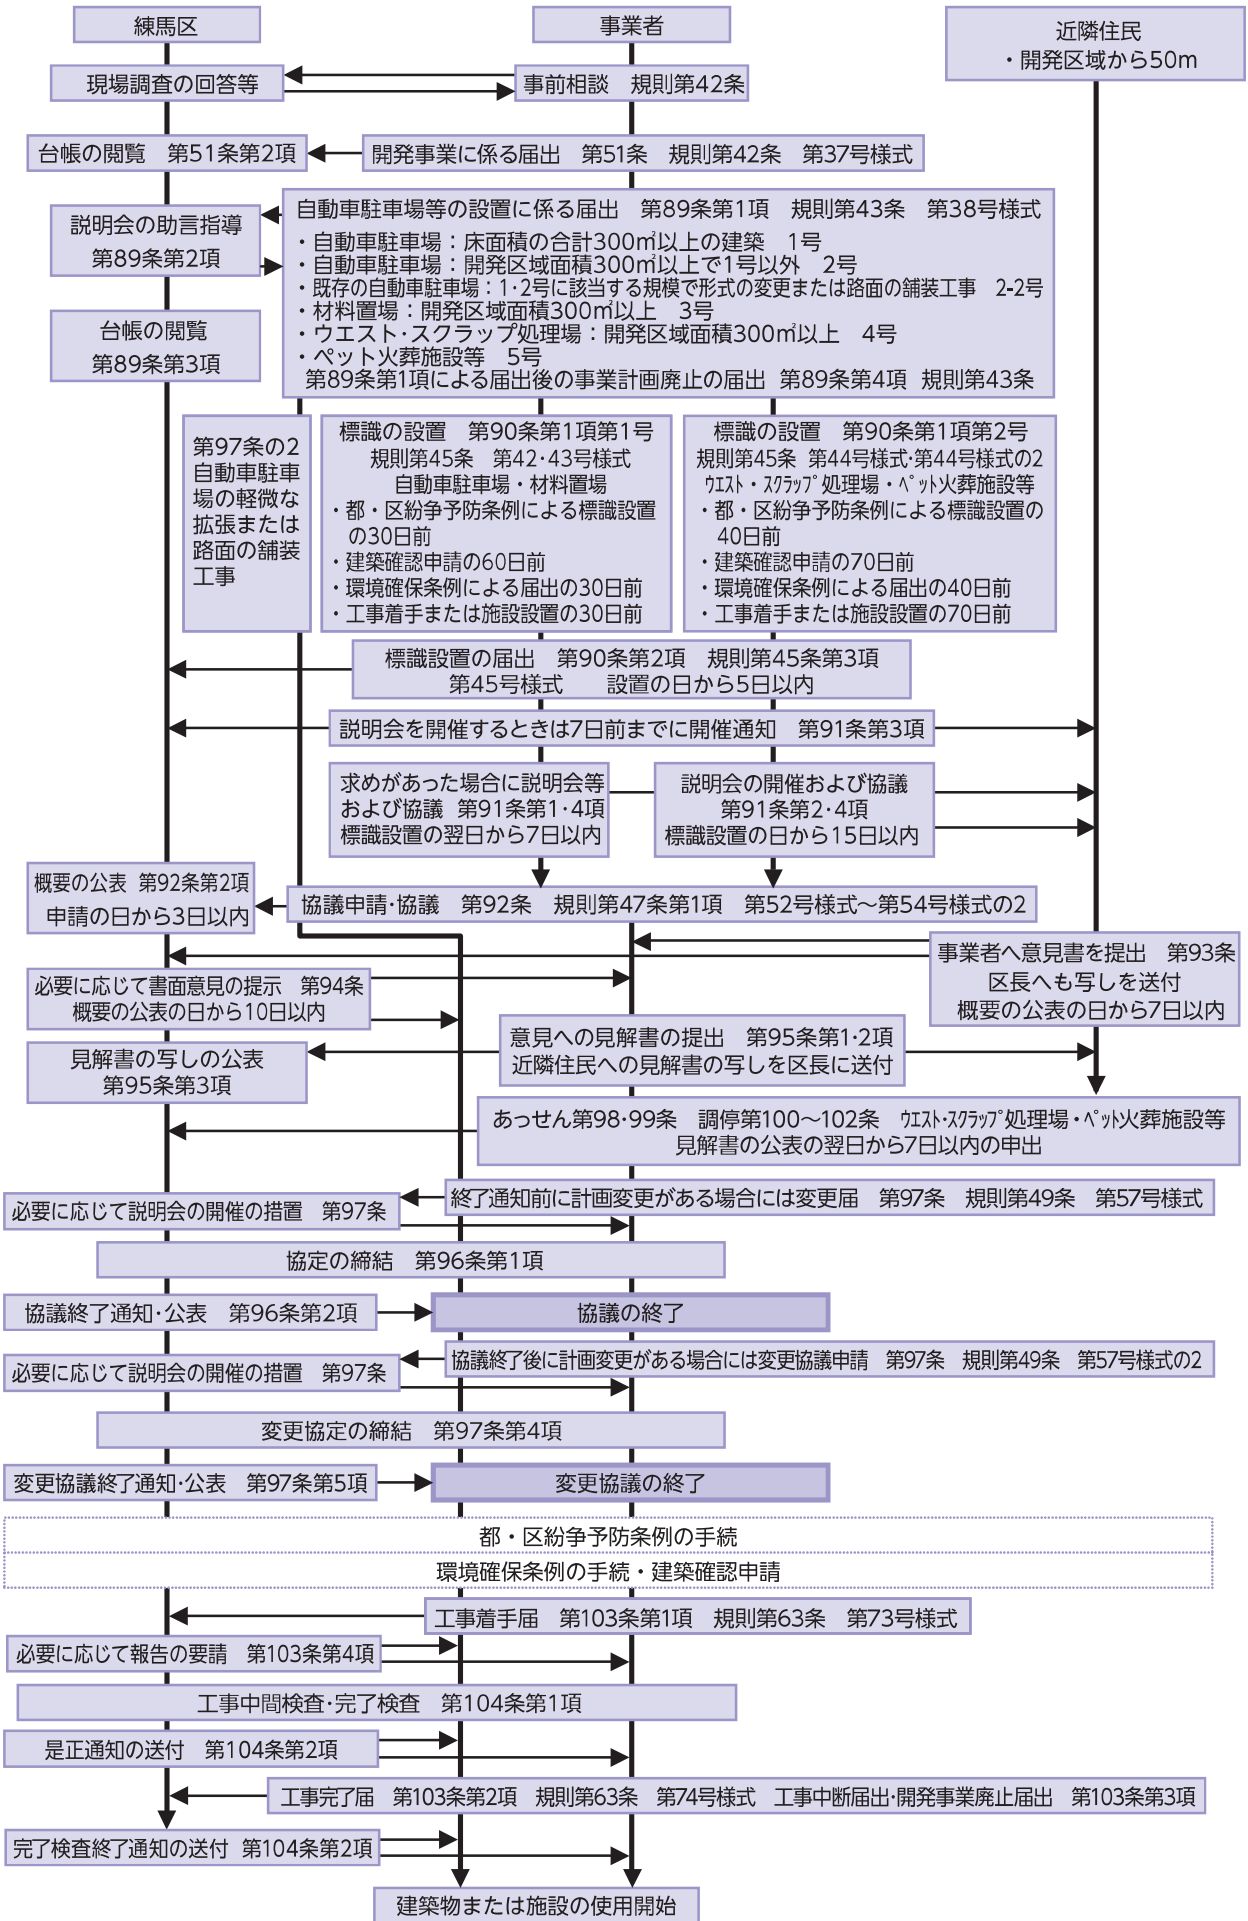 練馬区
事業者
近隣住民
・開発区域から50m
現場調査の回答等
事前相談　規則第42条
台帳の閲覧　第51条第2項
開発事業に係る届出　第51条　規則第42条　第37号様式
説明会の助言指導
第89条第2項
自動車駐車場等の設置に係る届出　第89条第1項　規則第43条　第38号様式
・自動車駐車場：床面積の合計300㎡以上の建築　1号
・自動車駐車場：開発区域面積300㎡以上で1号以外　2号
・既存の自動車駐車場：1・2号に該当する規模で形式の変更または路面の舗装工事　2-2号
・材料置場：開発区域面積300㎡以上　3号
・ウエスト・スクラップ処理場：開発区域面積300㎡以上　4号
・ペット火葬施設等　5号
第89条第1項による届出後の事業計画廃止の届出　第89条第4項　規則第43条
台帳の閲覧
第89条第3項
第97条の2
自動車駐車
場の軽微な
拡張または
路面の舗装
工事
標識の設置　第90条第1項第1号
規則第45条　第42・43号様式
自動車駐車場・材料置場
・都・区紛争予防条例による標識設置
の30日前
・建築確認申請の60日前
・環境確保条例による届出の30日前
・工事着手または施設設置の30日前
標識の設置　第90条第1項第2号
規則第45条　第44号様式・第44号様式の2
ｳｴｽﾄ・ｽｸﾗｯﾌﾟ処理場・ﾍﾟｯﾄ火葬施設等
・都・区紛争予防条例による標識設置の
40日前
・建築確認申請の70日前
・環境確保条例による届出の40日前
・工事着手または施設設置の70日前
標識設置の届出　第90条第2項　規則第45条第3項
第45号様式　　設置の日から5日以内
説明会を開催するときは7日前までに開催通知　第91条第3項
求めがあった場合に説明会等
および協議　第91条第1・4項
標識設置の翌日から7日以内
説明会の開催および協議
第91条第2・4項
標識設置の日から15日以内
概要の公表　第92条第2項
申請の日から3日以内
協議申請・協議　第92条　規則第47条第1項　第52号様式～第54号様式の2
事業者へ意見書を提出　第93条
区長へも写しを送付
概要の公表の日から7日以内
必要に応じて書面意見の提示　第94条
概要の公表の日から10日以内
意見への見解書の提出　第95条第1・2項
近隣住民への見解書の写しを区長に送付
見解書の写しの公表
第95条第3項
あっせん第98・99条　調停第100～102条　ｳｴｽﾄ・ｽｸﾗｯﾌﾟ処理場・ﾍﾟｯﾄ火葬施設等
見解書の公表の翌日から7日以内の申出
終了通知前に計画変更がある場合には変更届　第97条　規則第49条　第57号様式
必要に応じて説明会の開催の措置　第97条
協定の締結　第96条第1項
協議終了通知・公表　第96条第2項
協議の終了
協議終了後に計画変更がある場合には変更協議申請　第97条　規則第49条　第57号様式の2
必要に応じて説明会の開催の措置　第97条
変更協定の締結　第97条第4項
変更協議終了通知・公表　第97条第5項
変更協議の終了
都・区紛争予防条例の手続
環境確保条例の手続・建築確認申請
工事着手届　第103条第1項　規則第63条　第73号様式
必要に応じて報告の要請　第103条第4項
工事中間検査・完了検査　第104条第1項
是正通知の送付　第104条第2項
工事完了届　第103条第2項　規則第63条　第74号様式　工事中断届出・開発事業廃止届出　第103条第3項
完了検査終了通知の送付　第104条第2項
建築物または施設の使用開始